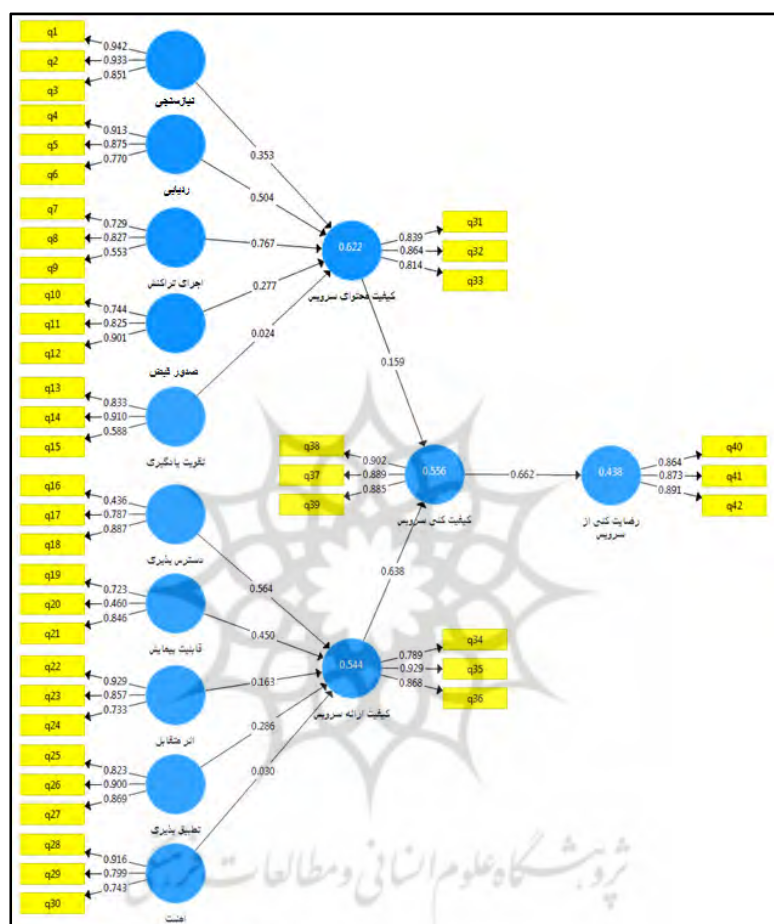 q1
0.942
q2
0.933
q3
0.851
نیازسنجی
q4
0.913
q5
0.875
q6
0.770
ردیابی
q7
0.729
q8
0.827
q9
0.553
اجرای تراکنش
q10
0.744
q11
0.825
q12
0.901
صدور قبض
q13
0.833
q14
0.910
q15
0.588
تقویت یادگیری
0.353
0.504
0.767
0.277
0.024
0.622
کیفیت محتوای سرویس
0.839
q31
0.864
q32
0.814
q33
0.159
q38
0.902
q37
0.889
q39
0.885
0.556
کیفیت کلی سرویس
0.662
0.438
رضایت کلی از
سرویس
0.864
q40
0.873
q41
0.891
q42
0.638
q16
0.436
q17
0.787
q18
0.887
دسترس پذیری
q19
0.723
q20
0.460
q21
0.846
قابلیت پیمایش
q22
0.929
q23
0.857
q24
0.733
اثر متقابل
q25
0.823
q26
0.900
q27
0.869
تطبیق پذیری
q28
0.916
q29
0.799
q30
0.743
امنیت
0.564
0.450
0.163
0.286
0.030
0.544
کیفیت ارائه سرویس
0.789
q34
0.929
q35
0.868
q36
پژوهشگاه علوم انسانی و مطالعات فرهنگی